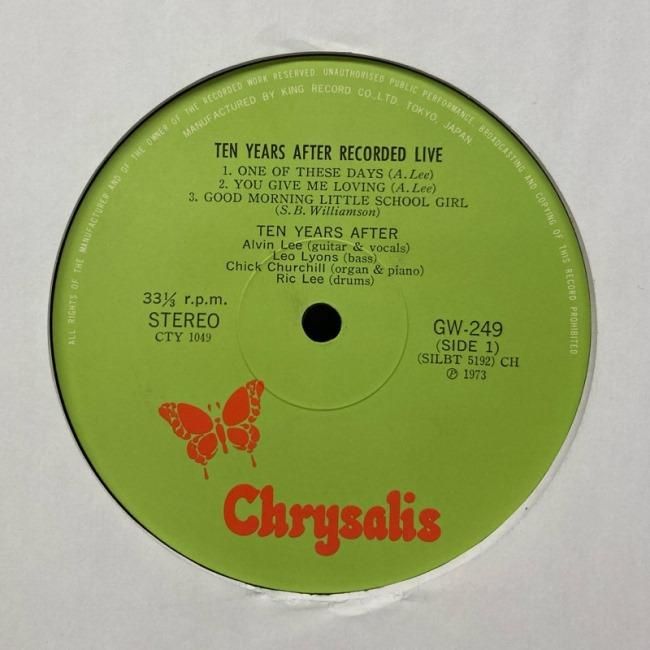 ALL RIGHTS OF THE MANUFACTURER AND OF THE OWNER OF THE RECORDED WORK RESERVED. UNAUTHORISED PUBLIC PERFORMANCE, BROADCASTING AND COPYING OF THIS RECORD PROHIBITED
MANUFACTURED BY KING RECORD CO., LTD. TOKYO, JAPAN
TEN YEARS AFTER RECORDED LIVE
1. ONE OF THESE DAYS (A.Lee)
2. YOU GIVE ME LOVING (A.Lee)
3. GOOD MORNING LITTLE SCHOOL GIRL
(S.B. Williamson)
TEN YEARS AFTER
Alvin Lee (guitar & vocals)
Leo Lyons (bass)
Chick Churchill (organ & piano)
Ric Lee (drums)
33⅓ r.p.m.
STEREO
CTY 1049
GW-249
(SIDE 1)
(SILBT 5192) CH
Ⓟ 1973
Chrysalis